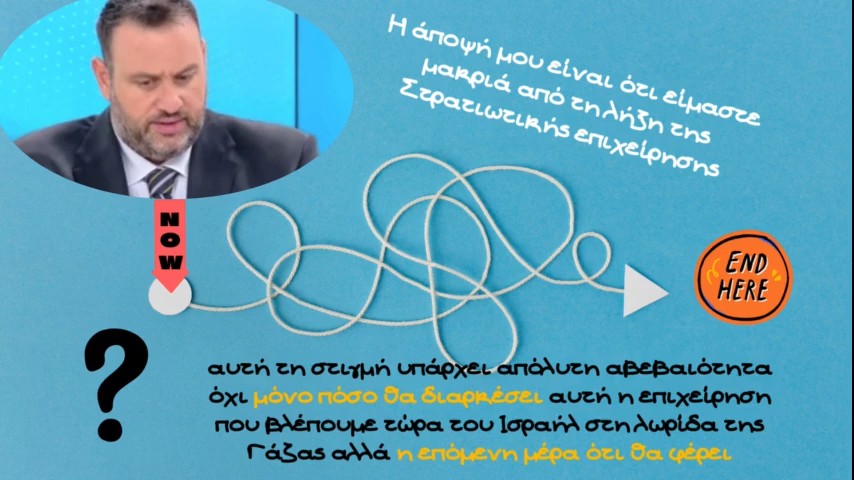 Η άποψή μου είναι ότι είμαστε
μακριά από τη λήξη της
Στρατιωτικής επιχείρησης
NOW
END
HERE
?
αυτή τη στιγμή υπάρχει απόλυτη αβεβαιότητα
όχι μόνο πόσο θα διαρκέσει αυτή η επιχείρηση
που βλέπουμε τώρα του Ισραήλ στη λωρίδα της
Γάζας αλλά η επόμενη μέρα ότι θα φέρει